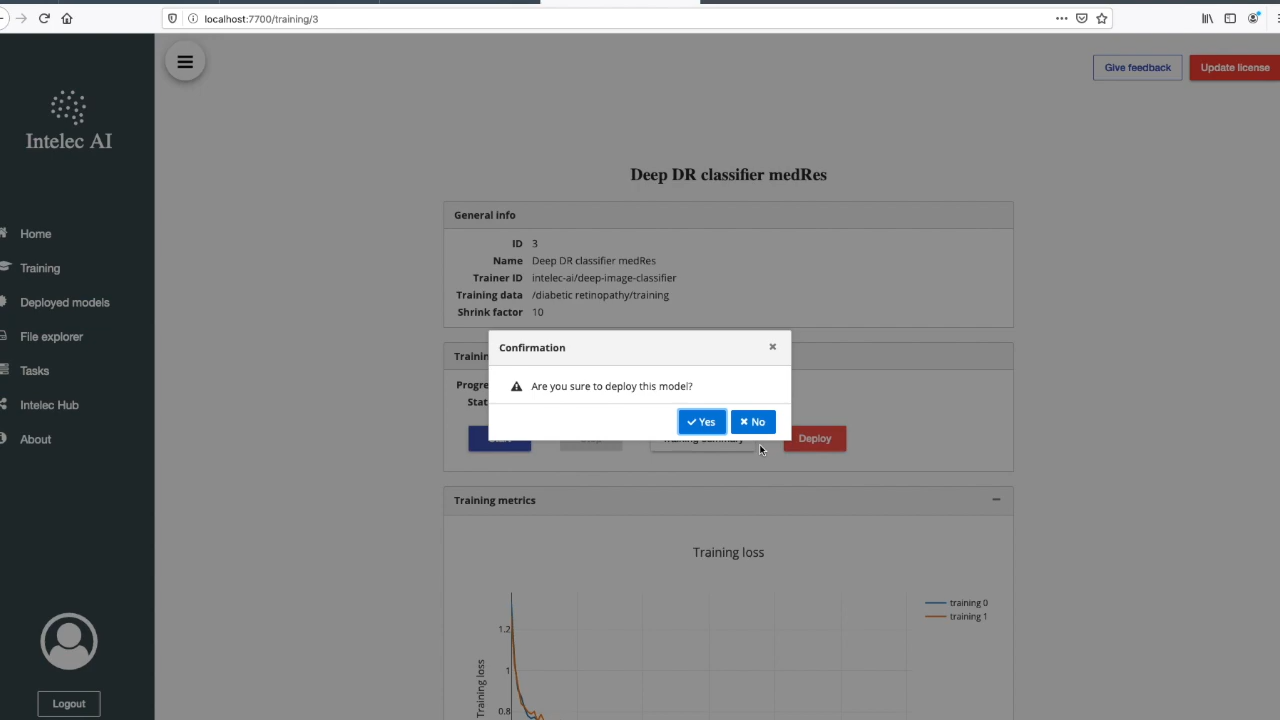 localhost:7700/training/3
Give feedback
Update license
Intelec AI
Home
Training
Deployed models
File explorer
Tasks
Intelec Hub
About
Logout
Deep DR classifier medRes
General info
ID 3
Name Deep DR classifier medRes
Trainer ID intelec-ai/deep-image-classifier
Training data /diabetic retinopathy/training
Shrink factor 10
Confirmation
Are you sure to deploy this model?
Yes No
Deploy
Training metrics
Training loss
training 0
training 1
1.2
1
0.8
Training loss